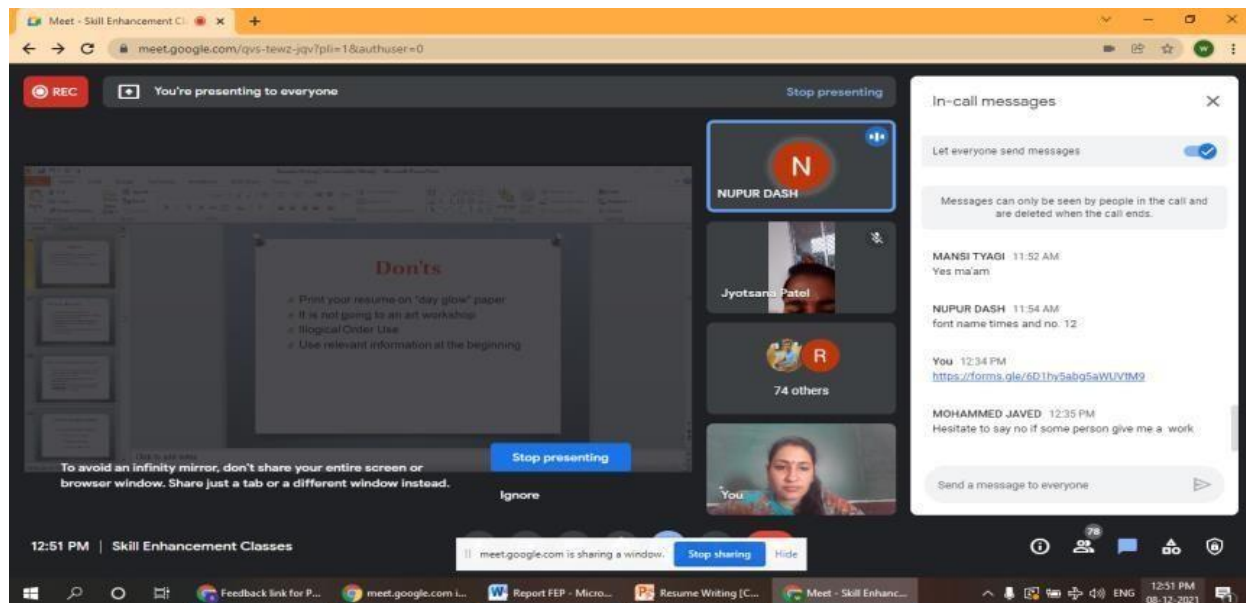 Meet - Skill Enhancement Cl
meet.google.com/qvs-tewz-jqv?pli=1&authuser=0
REC
You're presenting to everyone
Stop presenting
Don'ts
Print your resume on "day glow" paper
It is not going to an art workshop
Illogical Order Use
Use relevant information at the beginning
To avoid an infinity mirror, don't share your entire screen or
browser window. Share just a tab or a different window instead.
Stop presenting
Ignore
N
NUPUR DASH
Jyotsana Patel
R
74 others
You
In-call messages
Let everyone send messages
Messages can only be seen by people in the call and
are deleted when the call ends.
MANSI TYAGI 11:52 AM
Yes ma'am
NUPUR DASH 11:54 AM
font name times and no. 12
You 12:34 PM
https://forms.gle/6D1hy5abg5aWUVtM9
MOHAMMED JAVED 12:35 PM
Hesitate to say no if some person give me a work
Send a message to everyone
12:51 PM | Skill Enhancement Classes
meet.google.com is sharing a window.
Stop sharing
Hide
78
Feedback link for P...
meet.google.com i...
Report FEP - Micro...
Resume Writing [C...
Meet - Skill Enhanc...
ENG
12:51 PM
08-12-2021